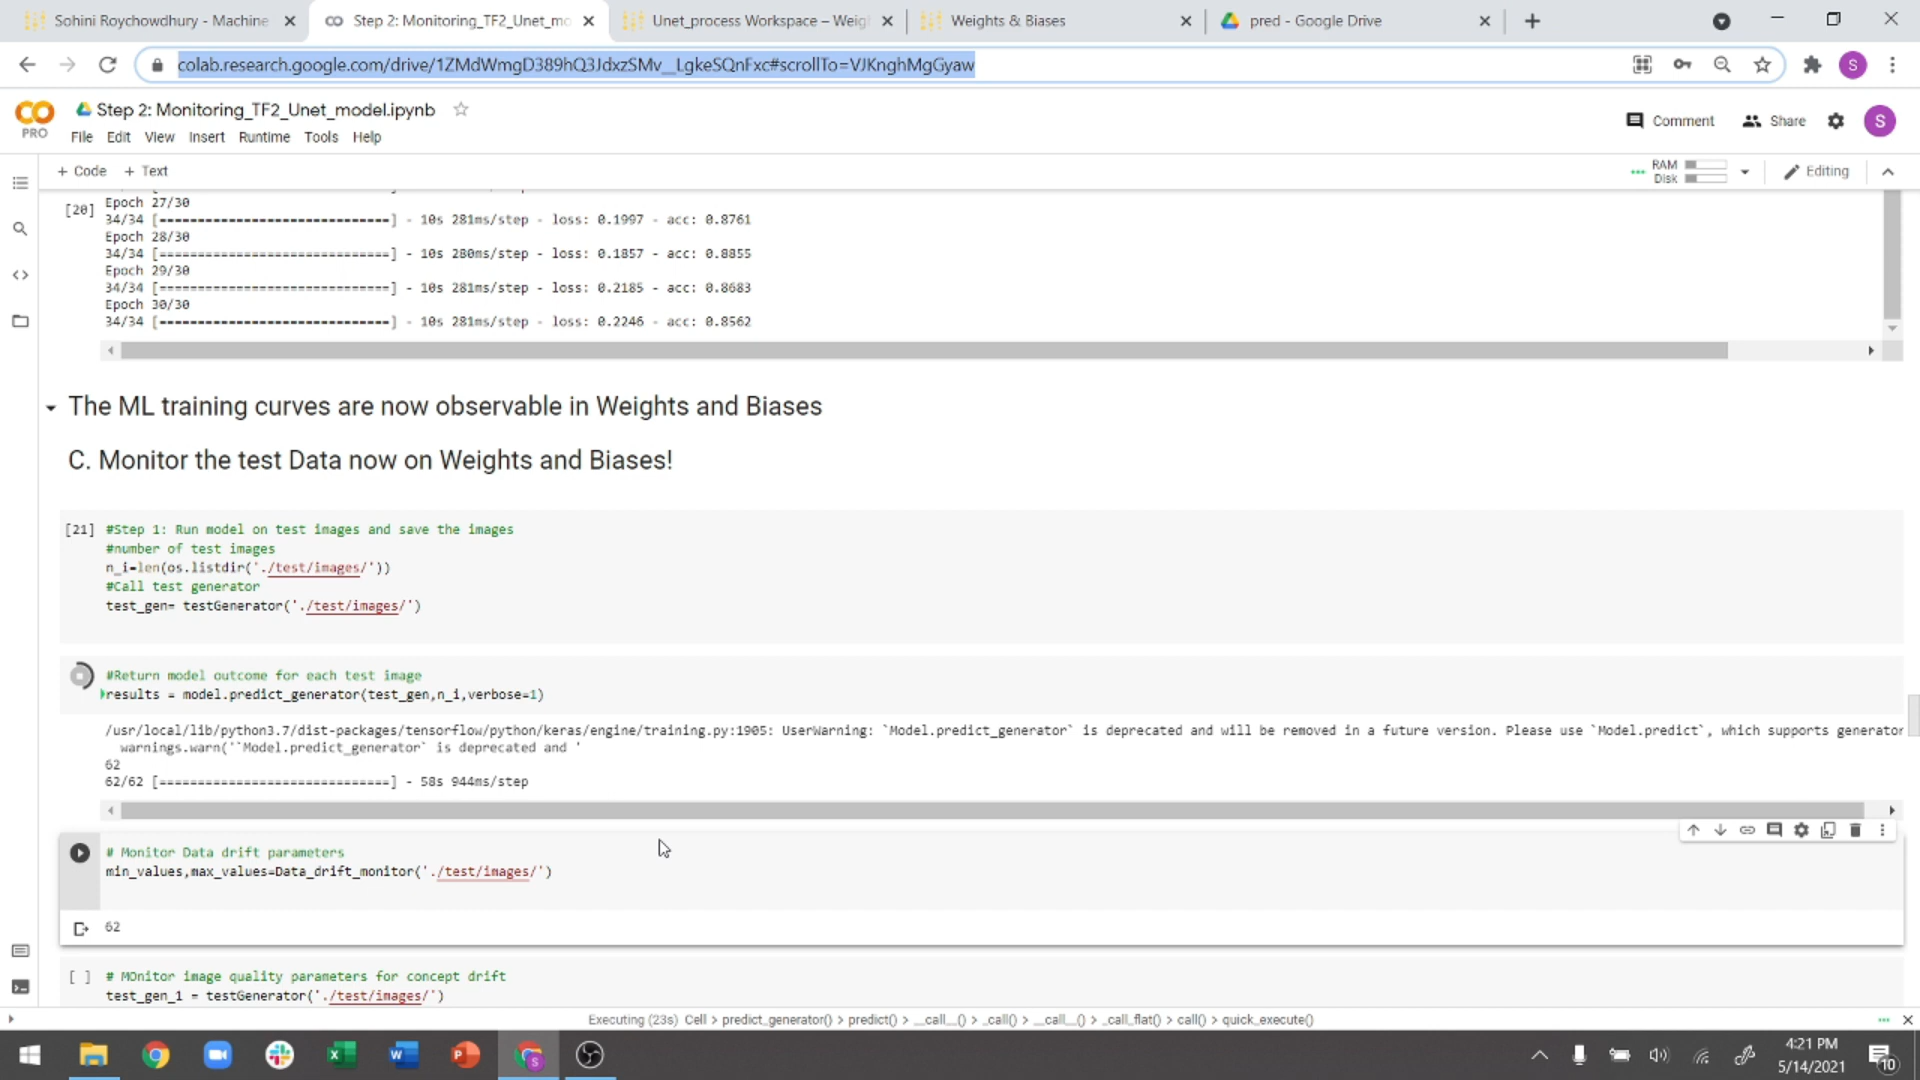 Sohini Roychowdhury - Machine
Step 2: Monitoring_TF2_Unet_mo
Unet_process Workspace – Weig
Weights & Biases
pred - Google Drive
colab.research.google.com/drive/1ZMdWmgD389hQ3JdxzSMv__LgkeSQnFxc#scrollTo=VJKnghMgGyaw
S
PRO
Step 2: Monitoring_TF2_Unet_model.ipynb
Comment
Share
S
File Edit View Insert Runtime Tools Help
+ Code + Text
RAM
Disk
Editing
[20]
Epoch 27/30
34/34 [==============================] - 10s 281ms/step - loss: 0.1997 - acc: 0.8761
Epoch 28/30
34/34 [==============================] - 10s 280ms/step - loss: 0.1857 - acc: 0.8855
Epoch 29/30
34/34 [==============================] - 10s 281ms/step - loss: 0.2185 - acc: 0.8683
Epoch 30/30
34/34 [==============================] - 10s 281ms/step - loss: 0.2246 - acc: 0.8562
The ML training curves are now observable in Weights and Biases
C. Monitor the test Data now on Weights and Biases!
[21] #Step 1: Run model on test images and save the images
#number of test images
n_i=len(os.listdir('./test/images/'))
#Call test generator
test_gen= testGenerator('./test/images/')
#Return model outcome for each test image
results = model.predict_generator(test_gen,n_i,verbose=1)
/usr/local/lib/python3.7/dist-packages/tensorflow/python/keras/engine/training.py:1905: UserWarning: `Model.predict_generator` is deprecated and will be removed in a future version. Please use `Model.predict`, which supports generator
warnings.warn('`Model.predict_generator` is deprecated and '
62
62/62 [==============================] - 58s 944ms/step
# Monitor Data drift parameters
min_values,max_values=Data_drift_monitor('./test/images/')
62
[ ] # MOnitor image quality parameters for concept drift
test_gen_1 = testGenerator('./test/images/')
Executing (23s) Cell > predict_generator() > predict() > __call__() > _call() > __call__() > _call_flat() > call() > quick_execute()
4:21 PM
5/14/2021
10